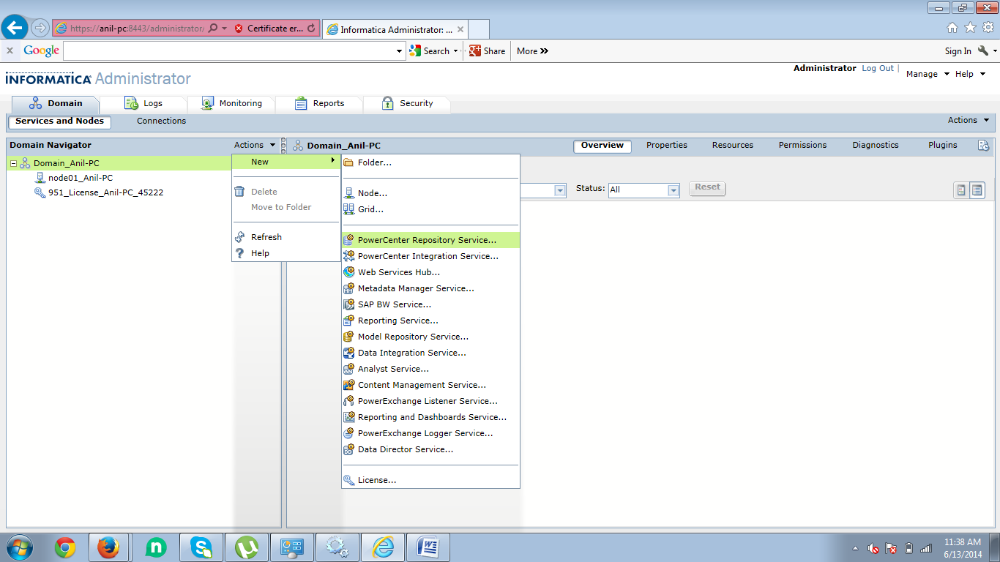 https://anil-pc:8443/administrator/ Certificate er... Informatica Administrator: ...
x Google Search Share More Sign In
INFORMATICA Administrator Administrator Log Out | Manage Help
Domain Logs Monitoring Reports Security
Services and Nodes Connections Actions
Domain Navigator Actions Domain_Anil-PC Overview Properties Resources Permissions Diagnostics Plugins
Domain_Anil-PC
node01_Anil-PC
951_License_Anil-PC_45222
New
Delete
Move to Folder
Refresh
Help
Folder...
Node...
Grid...
PowerCenter Repository Service...
PowerCenter Integration Service...
Web Services Hub...
Metadata Manager Service...
SAP BW Service...
Reporting Service...
Model Repository Service...
Data Integration Service...
Analyst Service...
Content Management Service...
PowerExchange Listener Service...
Reporting and Dashboards Service...
PowerExchange Logger Service...
Data Director Service...
License...
Status: All Reset
11:38 AM
6/13/2014